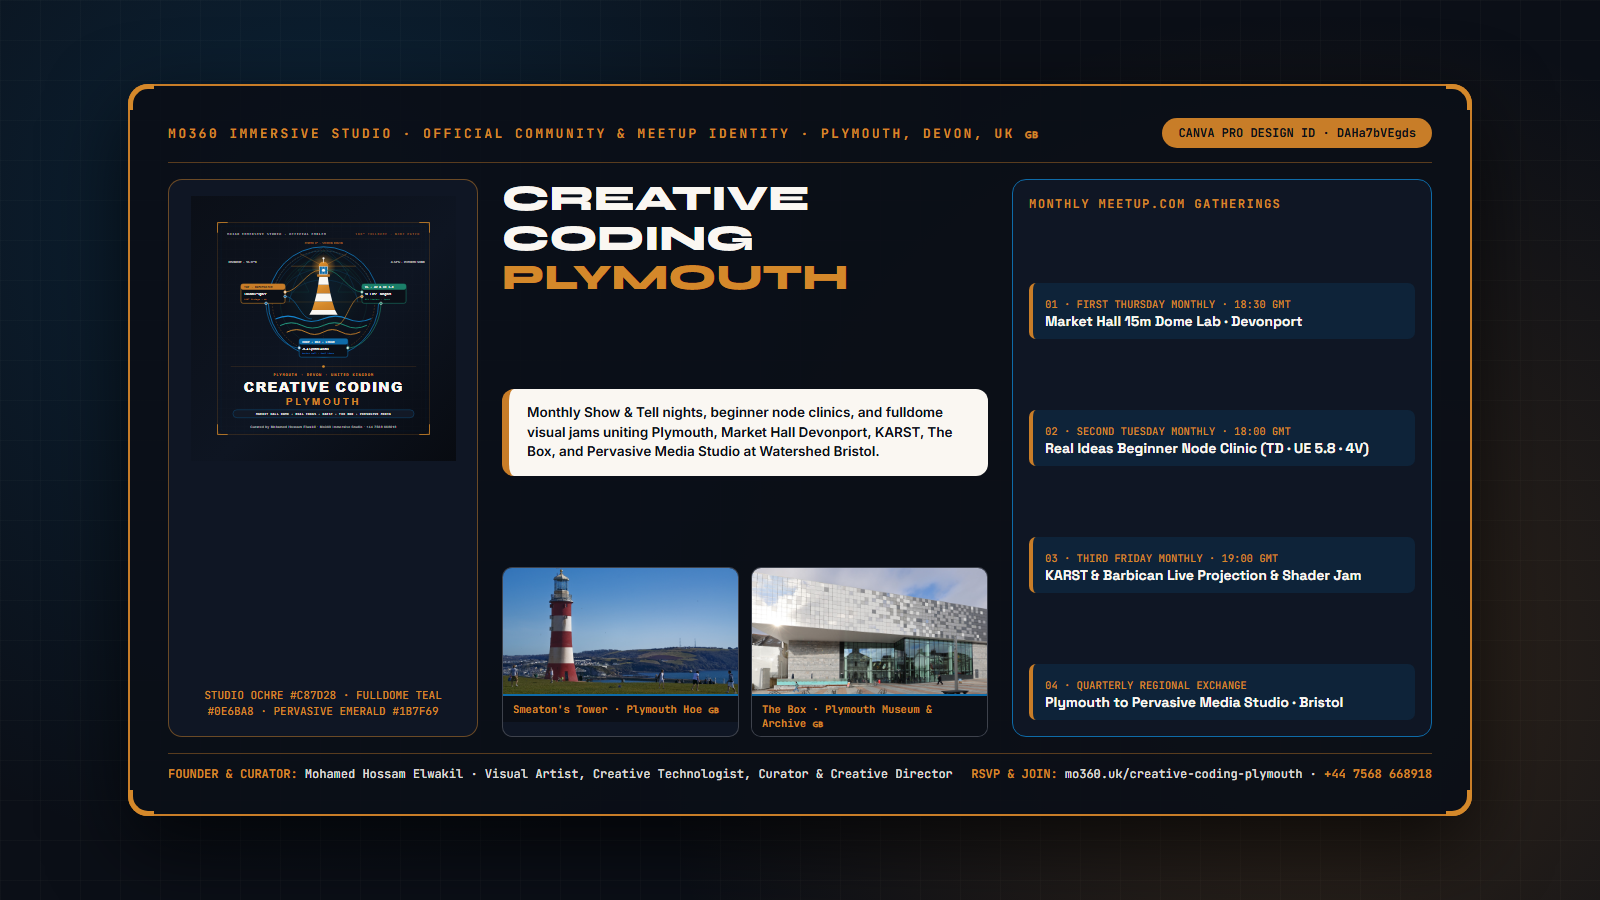 MO360 IMMERSIVE STUDIO · OFFICIAL COMMUNITY & MEETUP IDENTITY · PLYMOUTH, DEVON, UK GB
CANVA PRO DESIGN ID · DAHa7bVEgds
PLYMOUTH · DEVON · UNITED KINGDOM
CREATIVE CODING
PLYMOUTH
STUDIO OCHRE #C87D28 · FULLDOME TEAL
#0E6BA8 · PERVASIVE EMERALD #1B7F69
CREATIVE
CODING
PLYMOUTH
Monthly Show & Tell nights, beginner node clinics, and fulldome
visual jams uniting Plymouth, Market Hall Devonport, KARST, The
Box, and Pervasive Media Studio at Watershed Bristol.
Smeaton's Tower · Plymouth Hoe GB
The Box · Plymouth Museum &
Archive GB
MONTHLY MEETUP.COM GATHERINGS
01 · FIRST THURSDAY MONTHLY · 18:30 GMT
Market Hall 15m Dome Lab · Devonport
02 · SECOND TUESDAY MONTHLY · 18:00 GMT
Real Ideas Beginner Node Clinic (TD · UE 5.8 · 4V)
03 · THIRD FRIDAY MONTHLY · 19:00 GMT
KARST & Barbican Live Projection & Shader Jam
04 · QUARTERLY REGIONAL EXCHANGE
Plymouth to Pervasive Media Studio · Bristol
FOUNDER & CURATOR: Mohamed Hossam Elwakil · Visual Artist, Creative Technologist, Curator & Creative Director
RSVP & JOIN: mo360.uk/creative-coding-plymouth · +44 7568 668918